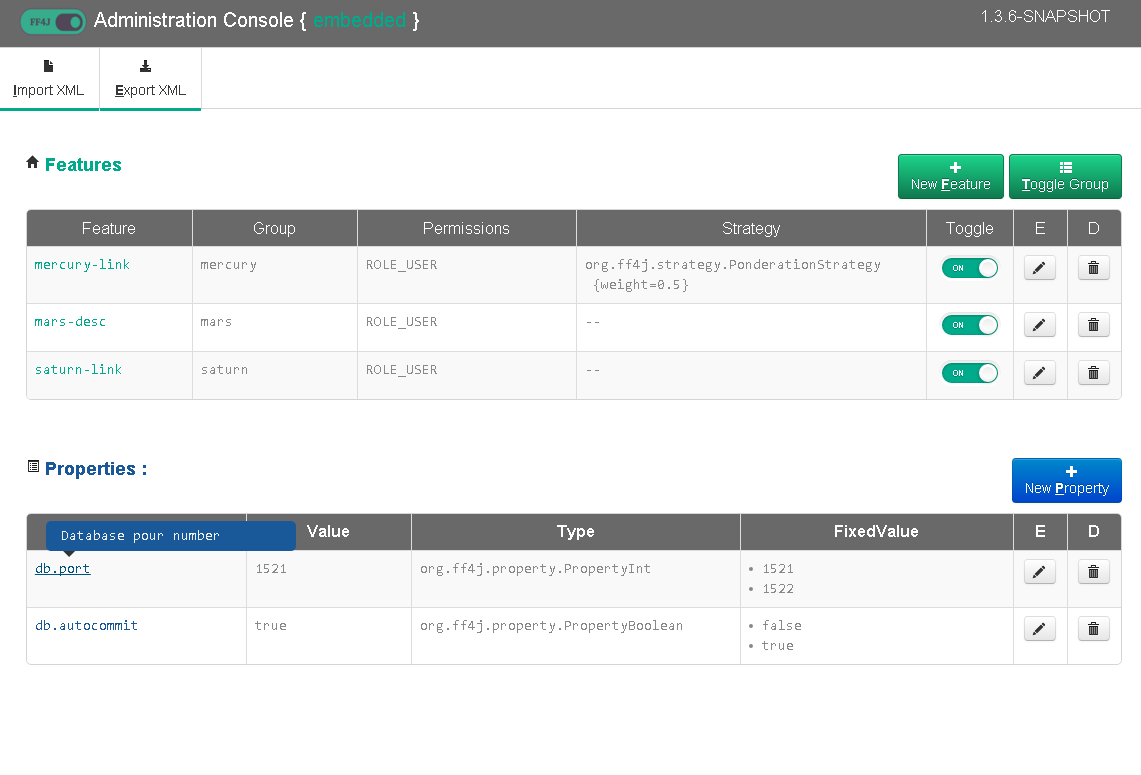 FF4J Administration Console { embedded }
1.3.6-SNAPSHOT
Import XML
Export XML
Features
New Feature
Toggle Group
Feature Group Permissions Strategy Toggle E D
mercury-link mercury ROLE_USER org.ff4j.strategy.PonderationStrategy ON
{weight=0.5}
mars-desc mars ROLE_USER -- ON
saturn-link saturn ROLE_USER -- ON
Properties :
New Property
Value Type FixedValue E D
Database pour number
db.port 1521 org.ff4j.property.PropertyInt • 1521
• 1522
db.autocommit true org.ff4j.property.PropertyBoolean • false
• true